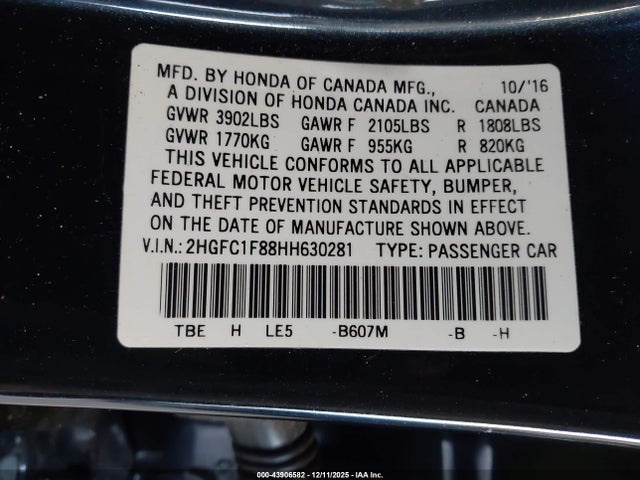 MFD. BY HONDA OF CANADA MFG., 10/'16
A DIVISION OF HONDA CANADA INC. CANADA
GVWR 3902LBS GAWR F 2105LBS R 1808LBS
GVWR 1770KG GAWR F 955KG R 820KG
THIS VEHICLE CONFORMS TO ALL APPLICABLE
FEDERAL MOTOR VEHICLE SAFETY, BUMPER,
AND THEFT PREVENTION STANDARDS IN EFFECT
ON THE DATE OF MANUFACTURE SHOWN ABOVE.
V.I.N.: 2HGFC1F88HH630281 TYPE: PASSENGER CAR
TBE H LE5 -B607M -B -H
000-43906582 - 12/11/2025 - IAA Inc.